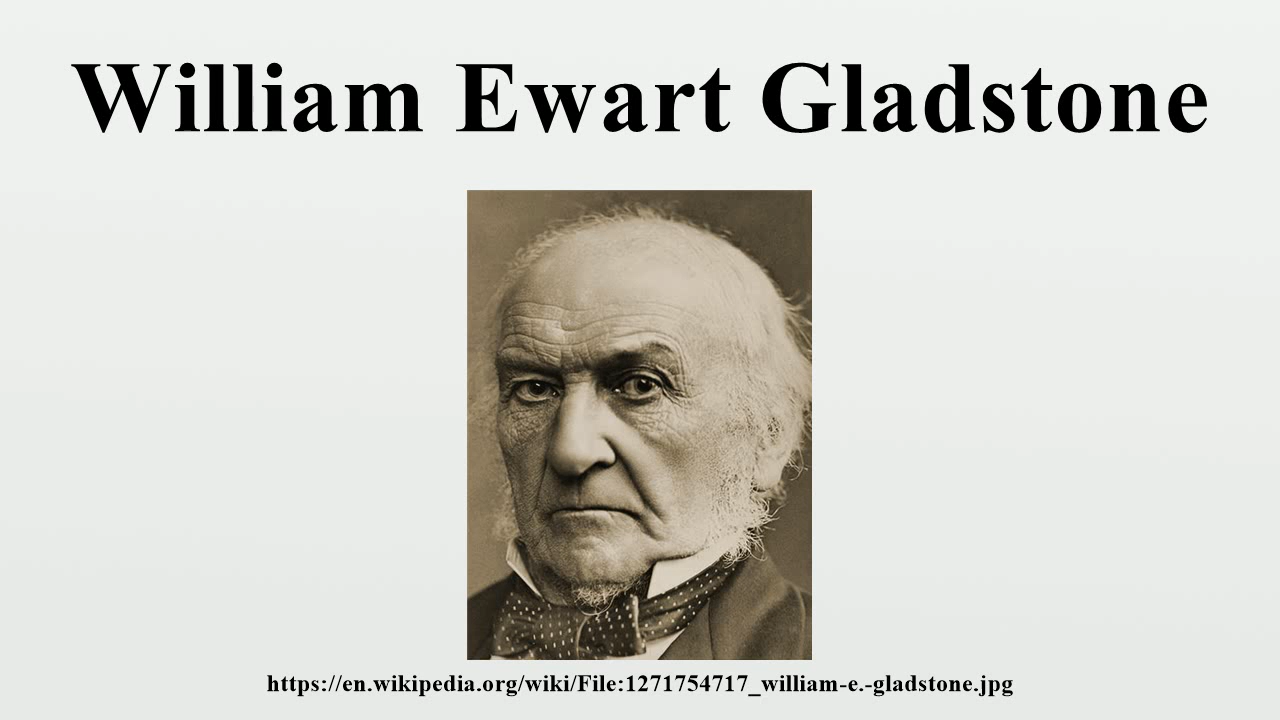 William Ewart Gladstone
https://en.wikipedia.org/wiki/File:1271754717_william-e.-gladstone.jpg